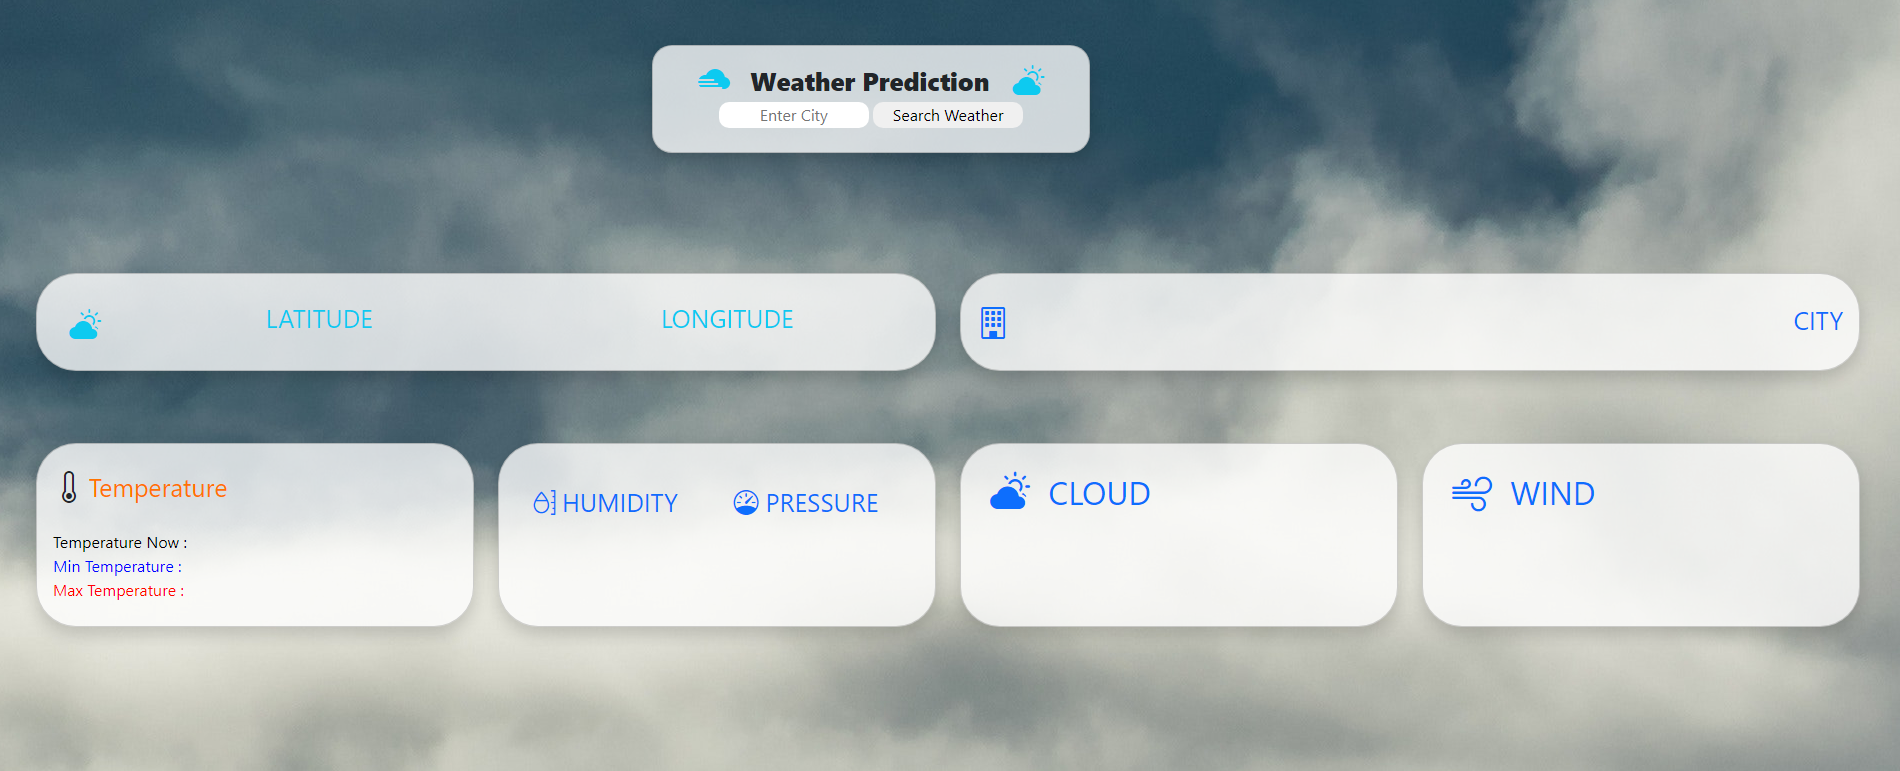 Weather Prediction
Enter City Search Weather
LATITUDE LONGITUDE
CITY
Temperature
Temperature Now :
Min Temperature :
Max Temperature :
HUMIDITY PRESSURE
CLOUD
WIND